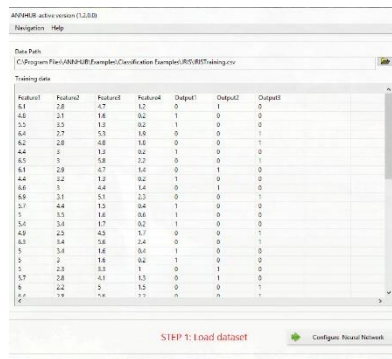 ANNHUB-active version (1.2.0.0)
Navigation Help
Data Path
C:\Program Files\ANNHUB\Examples\Classification Examples\IRIS\IRISTraining.csv
Training data
Feature1 Feature2 Feature3 Feature4 Output1 Output2 Output3
6.1 2.8 4.7 1.2 0 1 0
4.8 3.1 1.6 0.2 1 0 0
5.5 3.5 1.3 0.2 1 0 0
6.4 2.7 5.3 1.9 0 0 1
6.2 2.8 4.8 1.8 0 0 1
4.4 3 1.3 0.2 1 0 0
6.5 3 5.8 2.2 0 0 1
6.1 2.9 4.7 1.4 0 1 0
4.4 3.2 1.3 0.2 1 0 0
6.6 3 4.4 1.4 0 1 0
6.9 3.1 5.1 2.3 0 0 1
5.7 4.4 1.5 0.4 1 0 0
5 3.5 1.6 0.6 1 0 0
5.4 3.4 1.7 0.2 1 0 0
4.9 2.5 4.5 1.7 0 0 1
6.3 3.4 5.6 2.4 0 0 1
5 3.4 1.6 0.4 1 0 0
5 3 1.6 0.2 1 0 0
5 2.3 3.3 1 0 1 0
5.7 2.8 4.1 1.3 0 1 0
6 2.2 5 1.5 0 0 1
STEP 1: Load dataset
Configure Neural Network